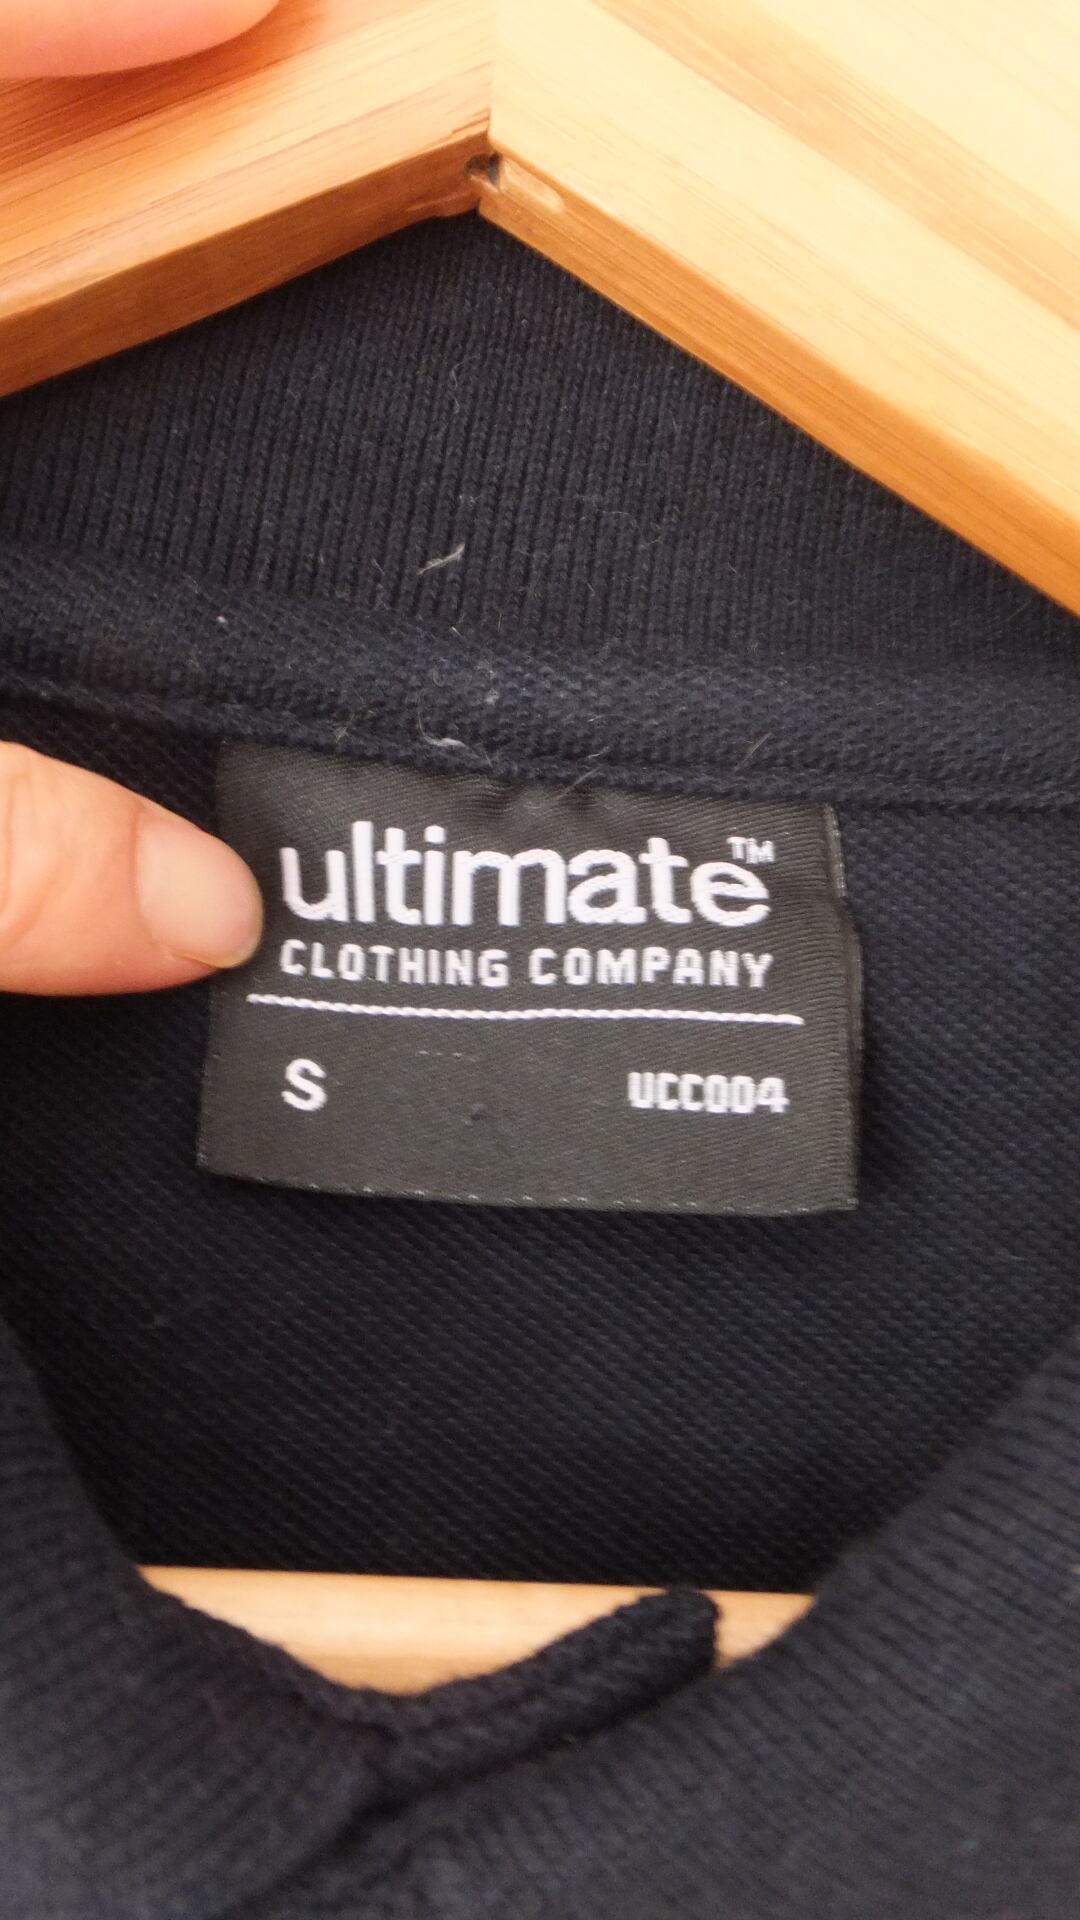 ultimate™
CLOTHING COMPANY
S UCC004